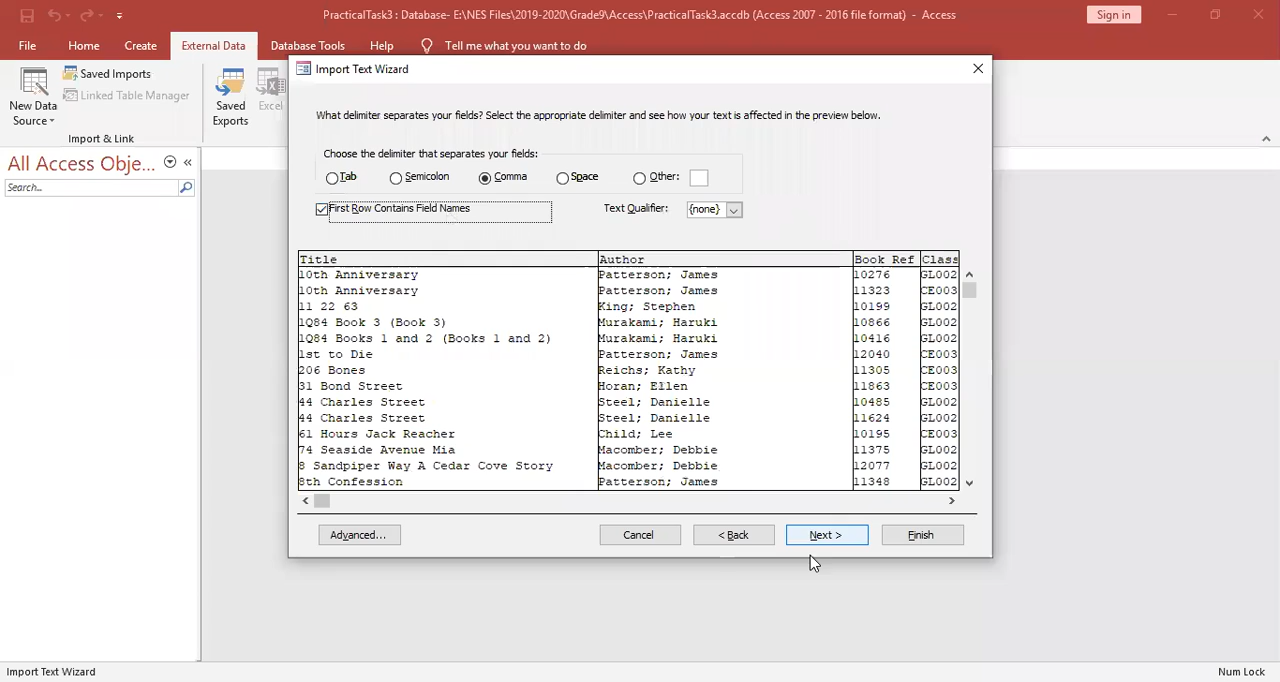 PracticalTask3 : Database- E:\NES Files\2019-2020\Grade9\Access\PracticalTask3.accdb (Access 2007 - 2016 file format) - Access
Sign in
File Home Create External Data Database Tools Help Tell me what you want to do
New Data Source
Saved Imports
Linked Table Manager
Import & Link
Saved Exports
Excel
All Access Obje...
Search...
Import Text Wizard
What delimiter separates your fields? Select the appropriate delimiter and see how your text is affected in the preview below.
Choose the delimiter that separates your fields:
Tab Semicolon Comma Space Other:
First Row Contains Field Names Text Qualifier: {none}
Title Author Book Ref Class
10th Anniversary Patterson; James 10276 GL002
10th Anniversary Patterson; James 11323 CE003
11 22 63 King; Stephen 10199 GL002
1Q84 Book 3 (Book 3) Murakami; Haruki 10866 GL002
1Q84 Books 1 and 2 (Books 1 and 2) Murakami; Haruki 10416 GL002
1st to Die Patterson; James 12040 CE003
206 Bones Reichs; Kathy 11305 CE003
31 Bond Street Horan; Ellen 11863 CE003
44 Charles Street Steel; Danielle 10485 GL002
44 Charles Street Steel; Danielle 11624 GL002
61 Hours Jack Reacher Child; Lee 10195 CE003
74 Seaside Avenue Mia Macomber; Debbie 11375 GL002
8 Sandpiper Way A Cedar Cove Story Macomber; Debbie 12077 GL002
8th Confession Patterson; James 11348 GL002
Advanced... Cancel < Back Next > Finish
Import Text Wizard
Num Lock